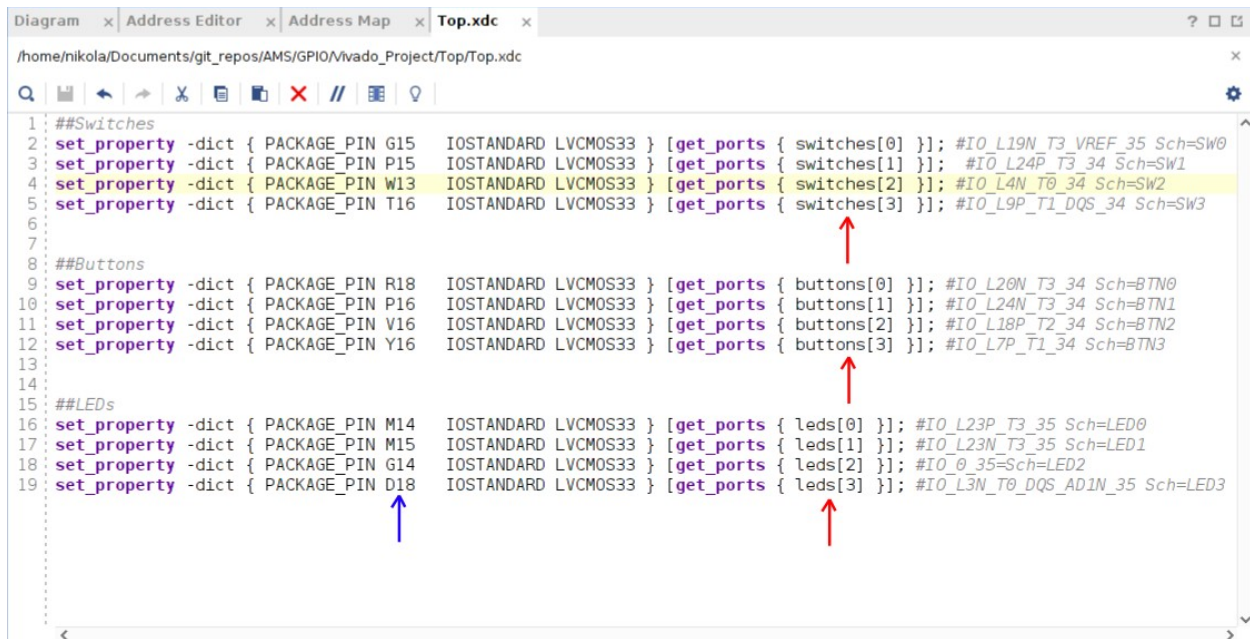 Diagram × Address Editor × Address Map × Top.xdc × ?
/home/nikola/Documents/git_repos/AMS/GPIO/Vivado_Project/Top/Top.xdc ×
1 ##Switches
2 set_property -dict { PACKAGE_PIN G15 IOSTANDARD LVCMOS33 } [get_ports { switches[0] }]; #IO_L19N_T3_VREF_35 Sch=SW0
3 set_property -dict { PACKAGE_PIN P15 IOSTANDARD LVCMOS33 } [get_ports { switches[1] }]; #IO_L24P_T3_34 Sch=SW1
4 set_property -dict { PACKAGE_PIN W13 IOSTANDARD LVCMOS33 } [get_ports { switches[2] }]; #IO_L4N_T0_34 Sch=SW2
5 set_property -dict { PACKAGE_PIN T16 IOSTANDARD LVCMOS33 } [get_ports { switches[3] }]; #IO_L9P_T1_DQS_34 Sch=SW3
6
7
8 ##Buttons
9 set_property -dict { PACKAGE_PIN R18 IOSTANDARD LVCMOS33 } [get_ports { buttons[0] }]; #IO_L20N_T3_34 Sch=BTN0
10 set_property -dict { PACKAGE_PIN P16 IOSTANDARD LVCMOS33 } [get_ports { buttons[1] }]; #IO_L24N_T3_34 Sch=BTN1
11 set_property -dict { PACKAGE_PIN V16 IOSTANDARD LVCMOS33 } [get_ports { buttons[2] }]; #IO_L18P_T2_34 Sch=BTN2
12 set_property -dict { PACKAGE_PIN Y16 IOSTANDARD LVCMOS33 } [get_ports { buttons[3] }]; #IO_L7P_T1_34 Sch=BTN3
13
14
15 ##LEDs
16 set_property -dict { PACKAGE_PIN M14 IOSTANDARD LVCMOS33 } [get_ports { leds[0] }]; #IO_L23P_T3_35 Sch=LED0
17 set_property -dict { PACKAGE_PIN M15 IOSTANDARD LVCMOS33 } [get_ports { leds[1] }]; #IO_L23N_T3_35 Sch=LED1
18 set_property -dict { PACKAGE_PIN G14 IOSTANDARD LVCMOS33 } [get_ports { leds[2] }]; #IO_0_35=Sch=LED2
19 set_property -dict { PACKAGE_PIN D18 IOSTANDARD LVCMOS33 } [get_ports { leds[3] }]; #IO_L3N_T0_DQS_AD1N_35 Sch=LED3